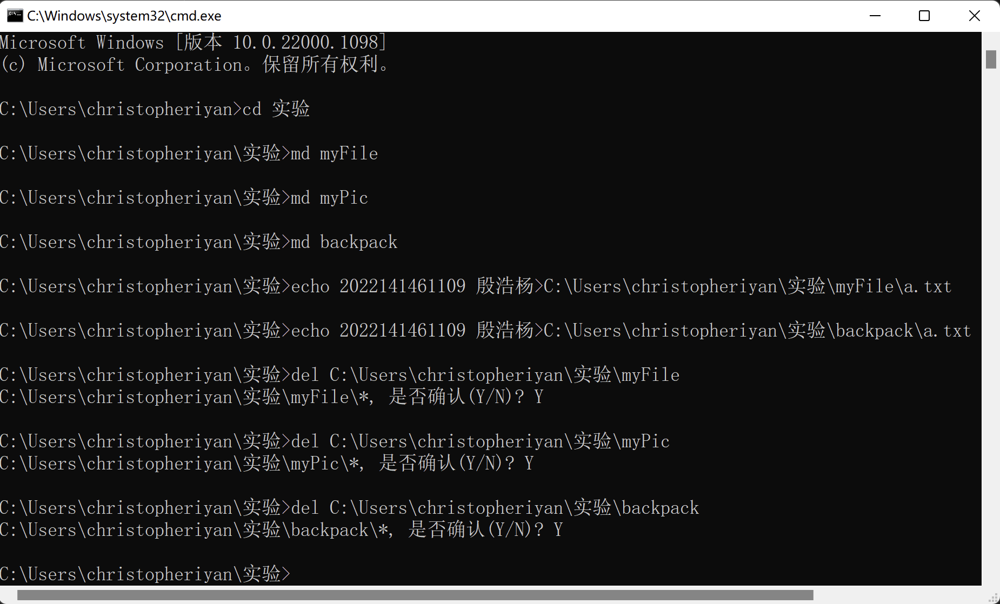 C:\Windows\system32\cmd.exe
Microsoft Windows [版本 10.0.22000.1098]
(c) Microsoft Corporation。保留所有权利。
C:\Users\christopheriyan>cd 实验
C:\Users\christopheriyan\实验>md myFile
C:\Users\christopheriyan\实验>md myPic
C:\Users\christopheriyan\实验>md backpack
C:\Users\christopheriyan\实验>echo 2022141461109 殷浩杨>C:\Users\christopheriyan\实验\myFile\a.txt
C:\Users\christopheriyan\实验>echo 2022141461109 殷浩杨>C:\Users\christopheriyan\实验\backpack\a.txt
C:\Users\christopheriyan\实验>del C:\Users\christopheriyan\实验\myFile
C:\Users\christopheriyan\实验\myFile\*, 是否确认(Y/N)? Y
C:\Users\christopheriyan\实验>del C:\Users\christopheriyan\实验\myPic
C:\Users\christopheriyan\实验\myPic\*, 是否确认(Y/N)? Y
C:\Users\christopheriyan\实验>del C:\Users\christopheriyan\实验\backpack
C:\Users\christopheriyan\实验\backpack\*, 是否确认(Y/N)? Y
C:\Users\christopheriyan\实验>